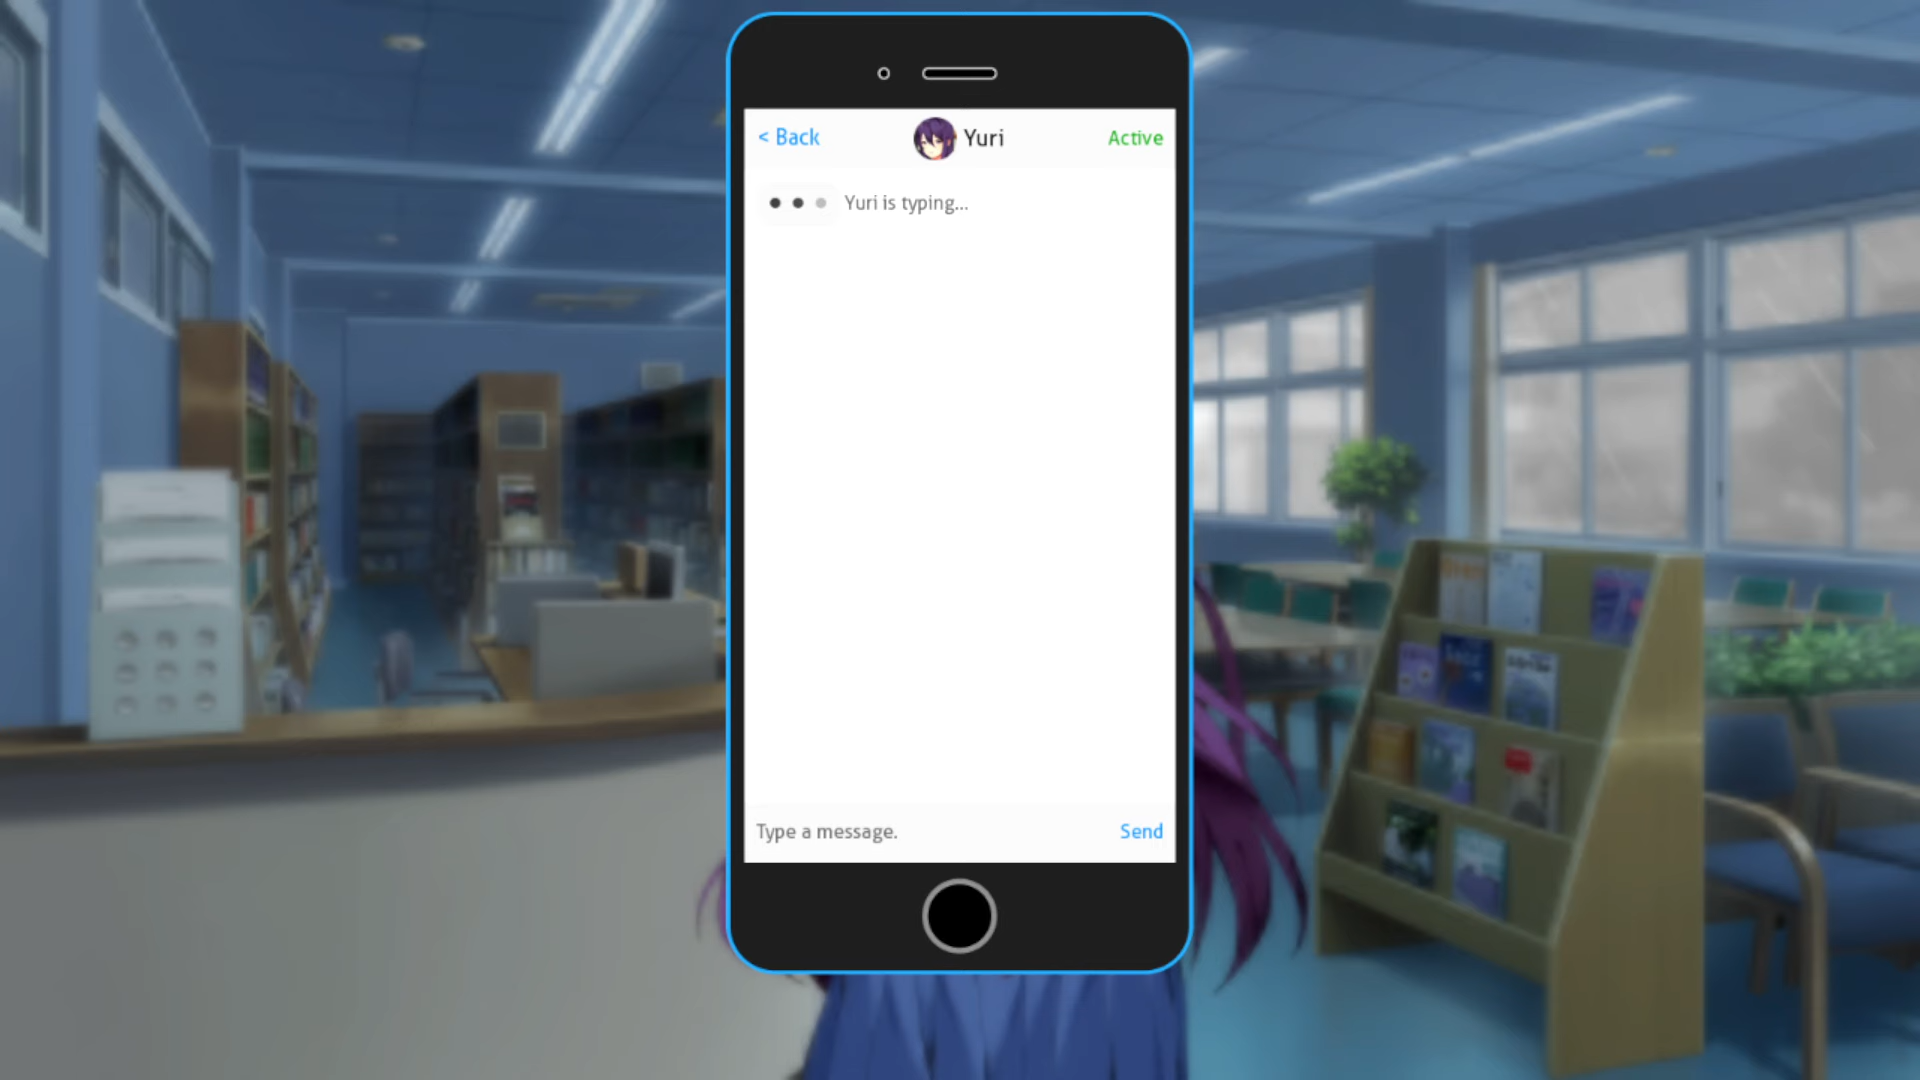 < Back
Yuri
Active
Yuri is typing...
Type a message.
Send